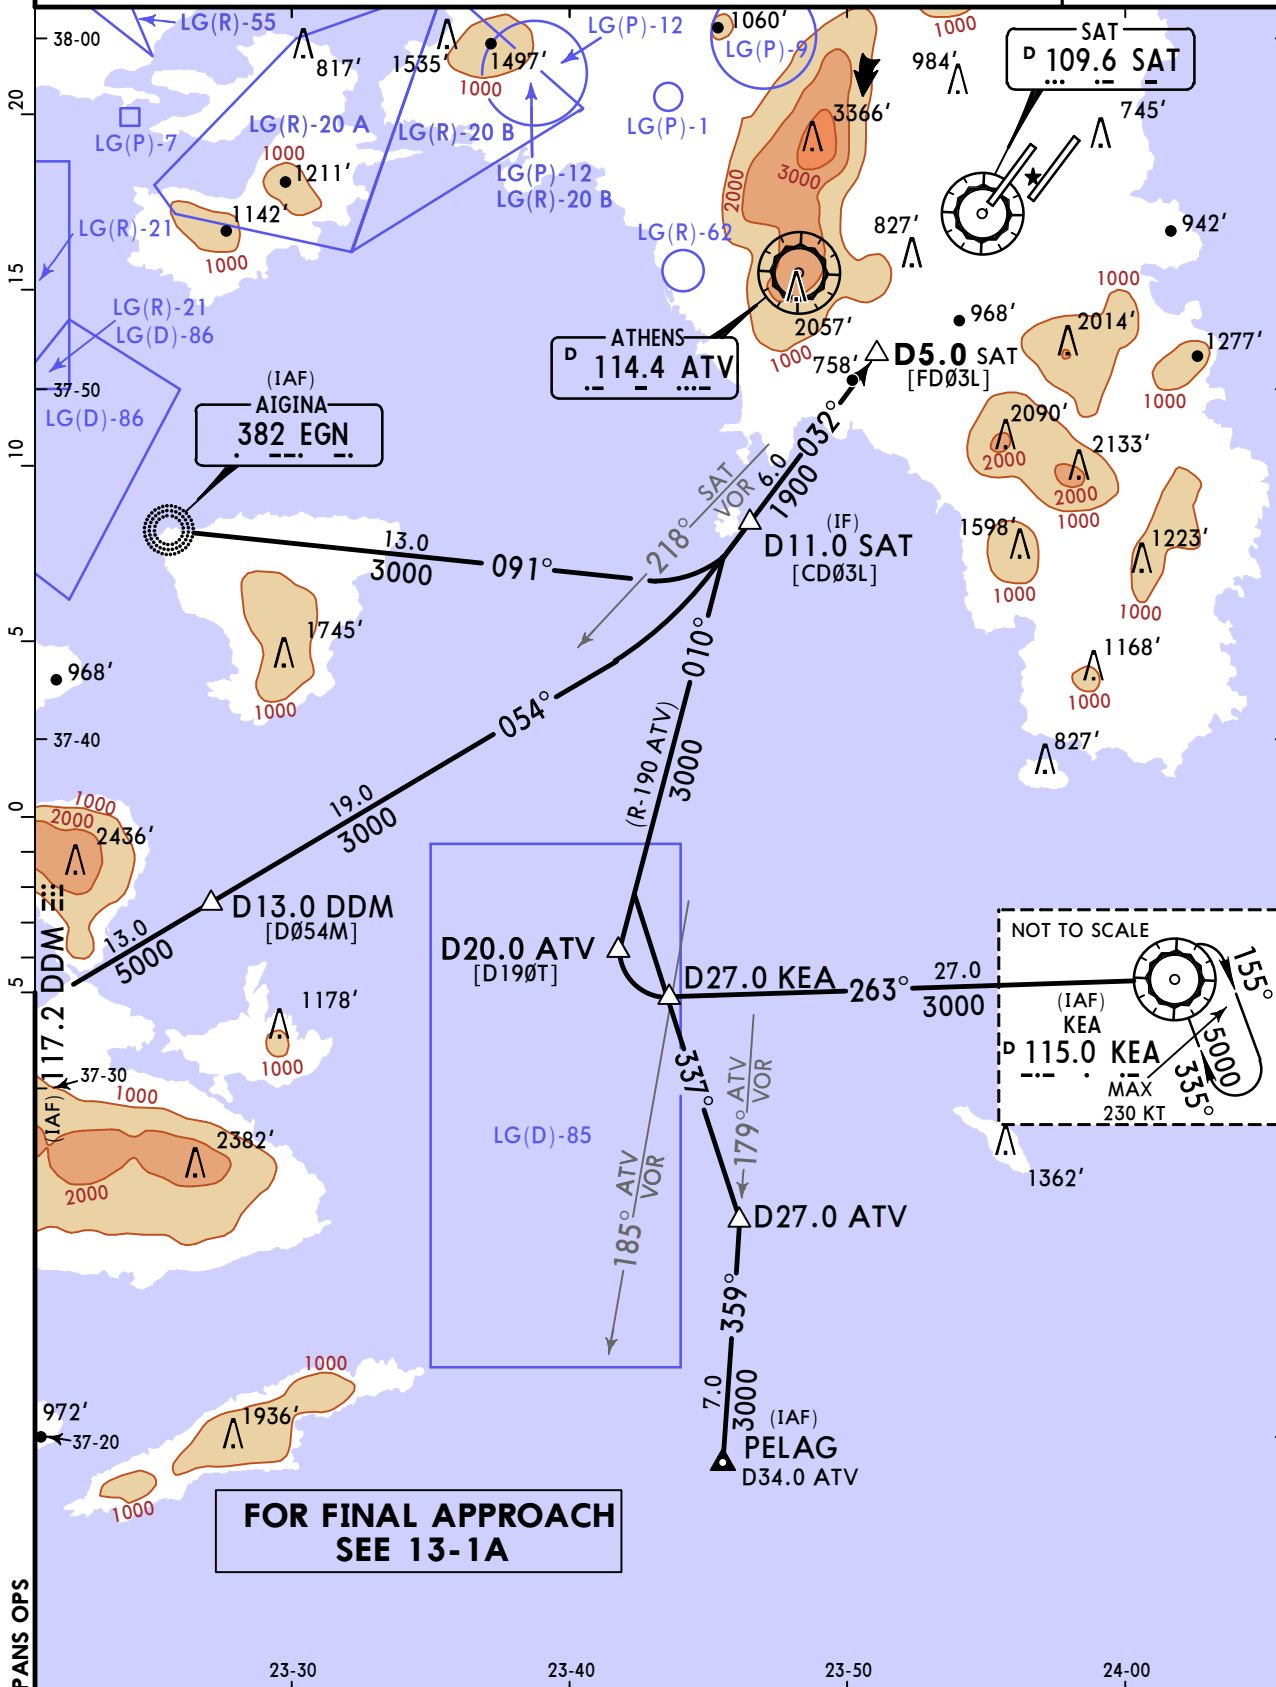 38-00
LG(R)-55
817'
1535'
1497'
1000
LG(P)-12
1060'
LG(P)-9
1000
984'
SAT
D 109.6 SAT
745'
20
LG(P)-7
LG(R)-20 A
LG(R)-20 B
LG(P)-1
3366'
3000
2000
1000
1211'
LG(P)-12
LG(R)-20 B
1142'
1000
LG(R)-21
LG(R)-62
827'
942'
15
LG(R)-21
LG(D)-86
ATHENS
D 114.4 ATV
2057'
1000
968'
1000
2014'
1277'
1000
758'
D5.0 SAT
[FDØ3L]
37-50
LG(D)-86
(IAF)
AIGINA
382 EGN
10
032°
6.0
1900
2090'
2000
2133'
2000
1000
218°
SAT
VOR
(IF)
D11.0 SAT
[CDØ3L]
1598'
1000
1223'
1000
13.0
3000
091°
5
1745'
1000
968'
010°
1168'
1000
054°
37-40
(R-190 ATV)
3000
827'
19.0
3000
0
1000
2000
2436'
D13.0 DDM
[DØ54M]
13.0
5000
(IAF) 117.2 DDM
D20.0 ATV
[D19ØT]
D27.0 KEA
263°
27.0
3000
NOT TO SCALE
(IAF)
KEA
D 115.0 KEA
MAX
230 KT
155°
5000
335°
5
1178'
1000
337°
179° ATV
VOR
37-30
1000
2382'
2000
LG(D)-85
185° ATV
VOR
1362'
D27.0 ATV
359°
7.0
3000
(IAF)
PELAG
D34.0 ATV
1000
1936'
972'
37-20
1000
FOR FINAL APPROACH
SEE 13-1A
PANS OPS
23-30
23-40
23-50
24-00